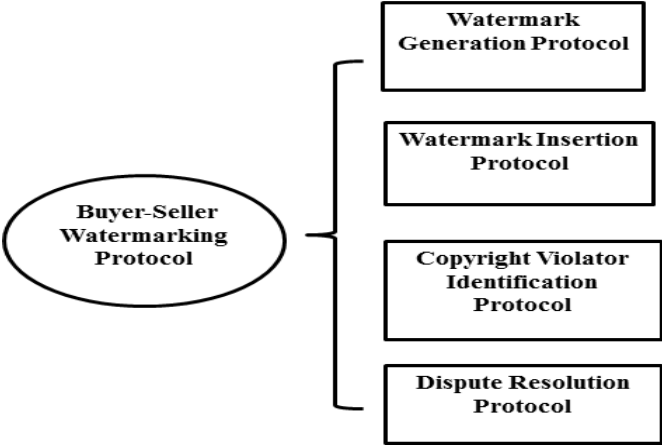 Watermark
Generation Protocol
Watermark Insertion
Protocol
Buyer-Seller
Watermarking
Protocol
Copyright Violator
Identification
Protocol
Dispute Resolution
Protocol